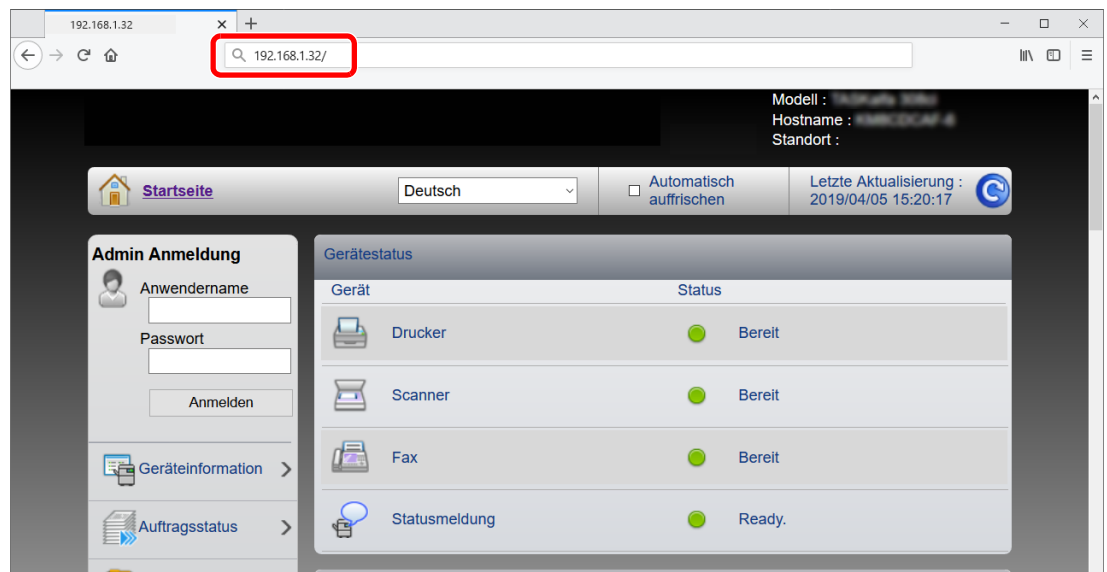 192.168.1.32
192.168.1.32/
Modell :
Hostname :
Standort :
Startseite
Deutsch
Automatisch
auffrischen
Letzte Aktualisierung :
2019/04/05 15:20:17
Admin Anmeldung
Anwendername
Passwort
Anmelden
Geräteinformation
Auftragsstatus
Gerätestatus
Gerät Status
Drucker Bereit
Scanner Bereit
Fax Bereit
Statusmeldung Ready.